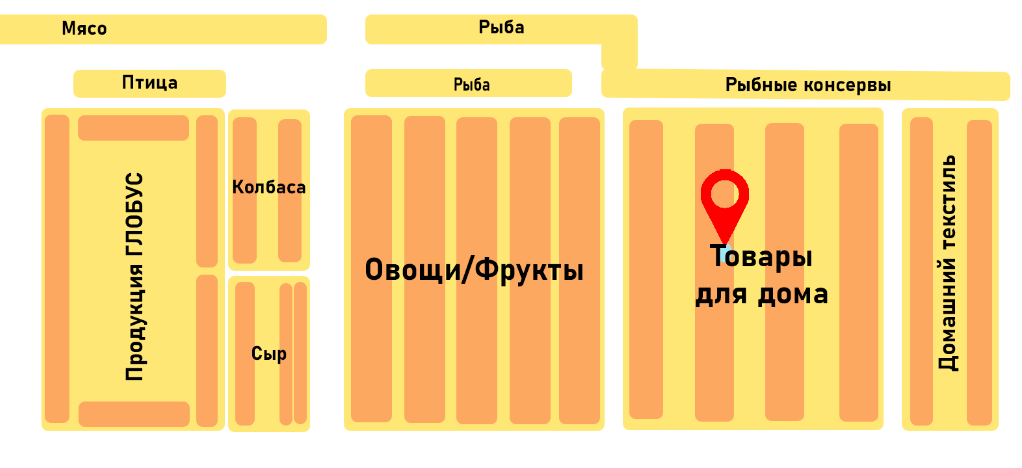 Мясо
Рыба
Птица
Рыба
Рыбные консервы
Продукция ГЛОБУС
Колбаса
Сыр
Овощи/Фрукты
Товары
для дома
Домашний текстиль